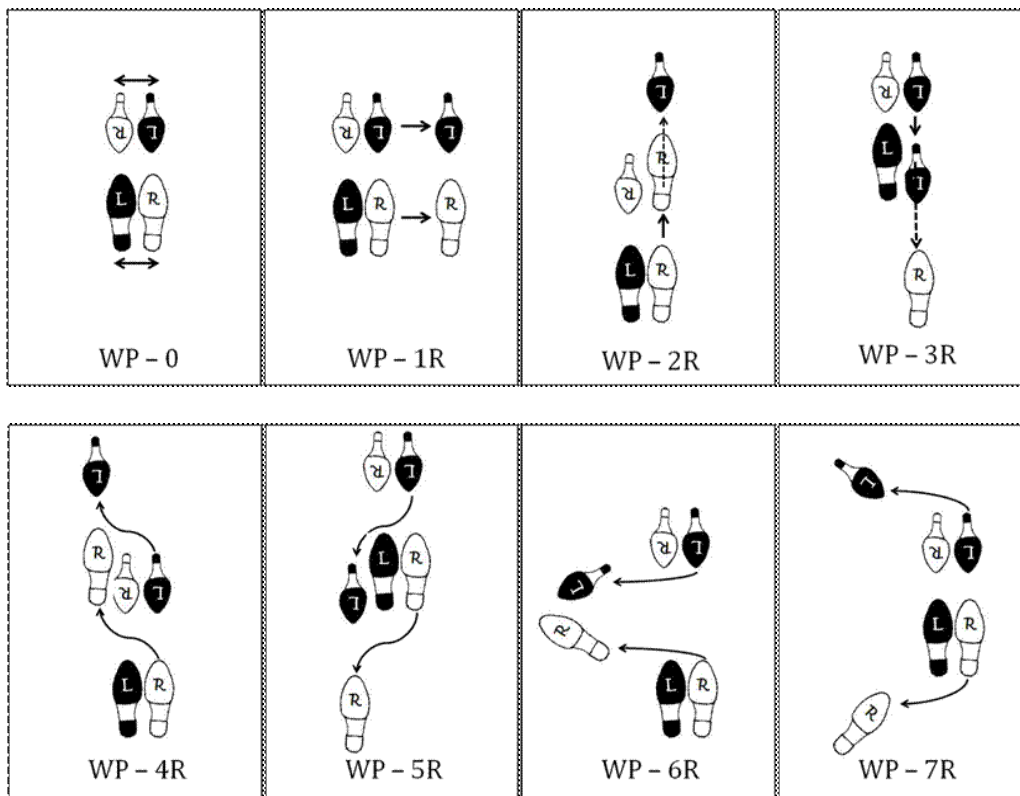 R L
L R
WP – 0
R L L
L R R
WP – 1R
L
R
R
L R
WP – 2R
R L
L
L
R
WP – 3R
L
R
R L
L R
WP – 4R
R L
L R
L
R
WP – 5R
R L
L
R
L R
WP – 6R
L
R L
L R
R
WP – 7R